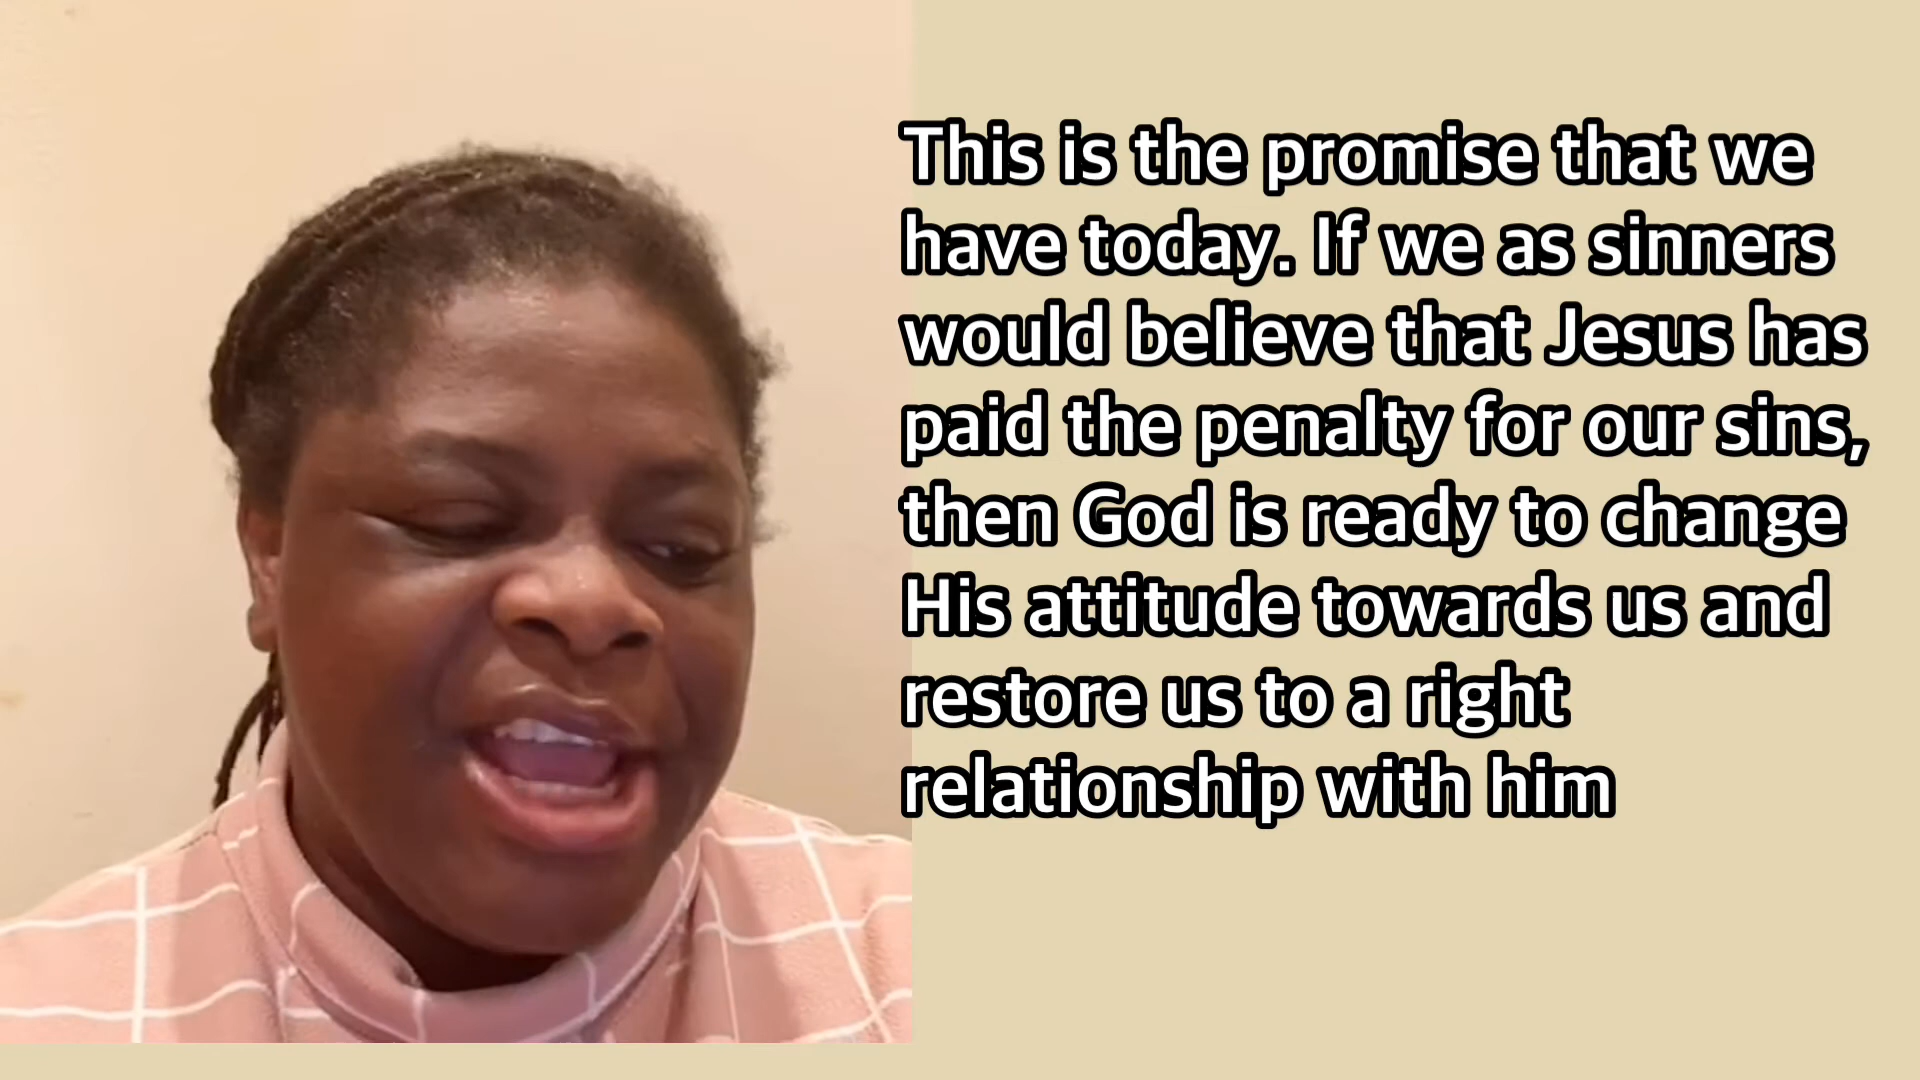 This is the promise that we
have today. If we as sinners
would believe that Jesus has
paid the penalty for our sins,
then God is ready to change
His attitude towards us and
restore us to a right
relationship with him